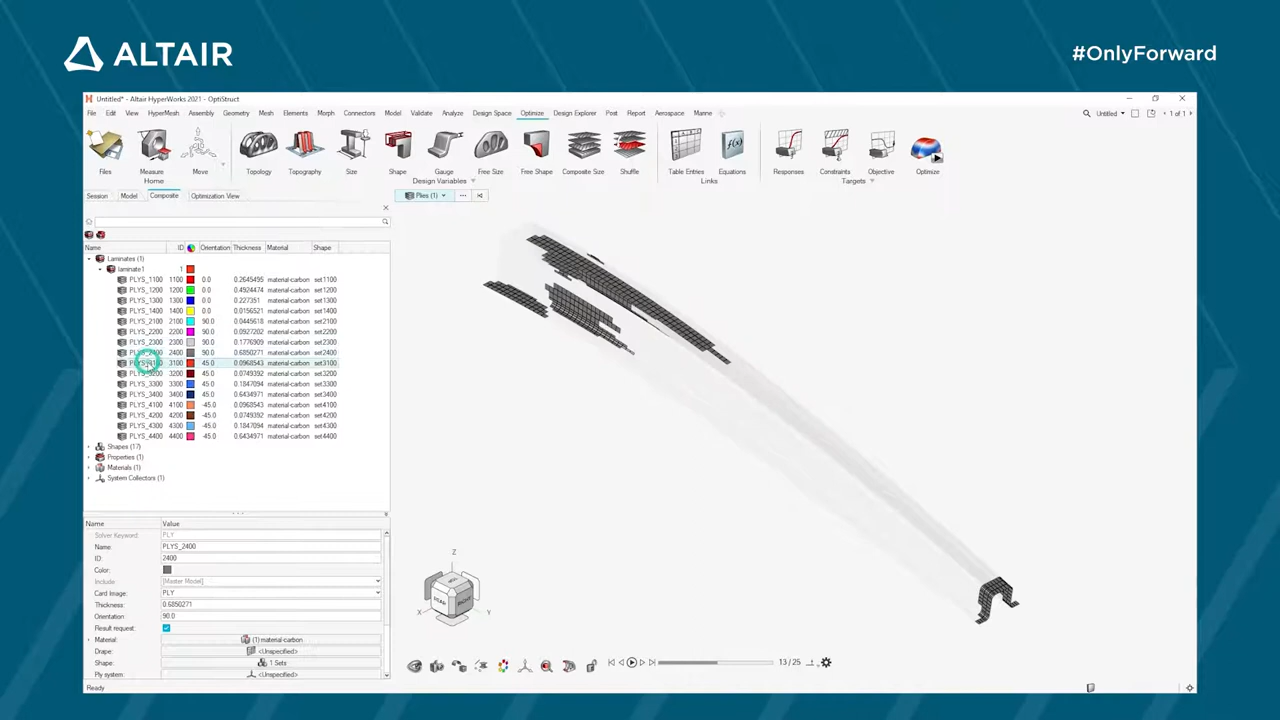 ALTAIR
#OnlyForward
Untitled* - Altair HyperWorks 2021 - OptiStruct
File Edit View HyperMesh Assembly Geometry Mesh Elements Morph Connectors Model Validate Analyze Design Space Optimize Design Explorer Post Report Aerospace Marine
Untitled 1 of 1
Files Measure Move Topology Topography Size Shape Gauge Free Size Free Shape Composite Size Shuffle Table Entries Equations Responses Constraints Objective Optimize
Home Design Variables Links Targets
Session Model Composite Optimization View
Plies (1)
Name ID Orientation Thickness Material Shape
Laminates (1)
laminate1 1
PLYS_1100 1100 0.0 0.2645495 material-carbon set1100
PLYS_1200 1200 0.0 0.4924474 material-carbon set1200
PLYS_1300 1300 0.0 0.227351 material-carbon set1300
PLYS_1400 1400 0.0 0.0156521 material-carbon set1400
PLYS_2100 2100 90.0 0.0445618 material-carbon set2100
PLYS_2200 2200 90.0 0.0927202 material-carbon set2200
PLYS_2300 2300 90.0 0.1776909 material-carbon set2300
PLYS_2400 2400 90.0 0.6850271 material-carbon set2400
3100 45.0 0.0968543 material-carbon set3100
PLYS_3200 3200 45.0 0.0749392 material-carbon set3200
PLYS_3300 3300 45.0 0.1847094 material-carbon set3300
PLYS_3400 3400 45.0 0.6434971 material-carbon set3400
PLYS_4100 4100 -45.0 0.0968543 material-carbon set4100
PLYS_4200 4200 -45.0 0.0749392 material-carbon set4200
PLYS_4300 4300 -45.0 0.1847094 material-carbon set4300
PLYS_4400 4400 -45.0 0.6434971 material-carbon set4400
Shapes (17)
Properties (1)
Materials (1)
System Collectors (1)
Name Value
Solver Keyword: PLY
Name: PLYS_2400
ID: 2400
Color:
Include: [Master Model]
Card Image: PLY
Thickness: 0.6850271
Orientation: 90.0
Result request:
Material: (1) material-carbon
Drape: <Unspecified>
Shape: 1 Sets
Ply system: <Unspecified>
Z
X
Y
RIGHT
13 / 25
Ready